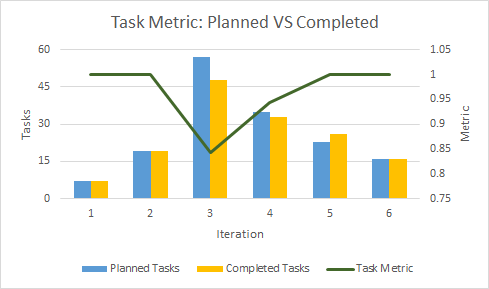 Task Metric: Planned VS Completed
Tasks
60
45
30
15
0
1.05
1
0.95
0.9
0.85
0.8
0.75
Metric
1 2 3 4 5 6
Iteration
Planned Tasks Completed Tasks Task Metric